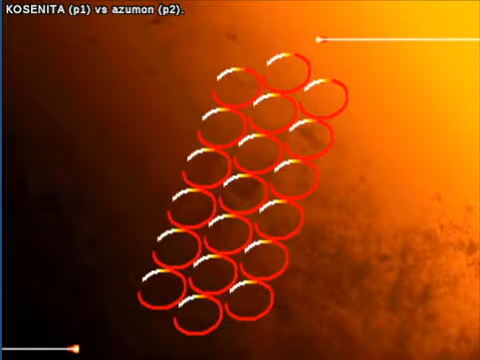 KOSENITA (p1) vs azumon (p2).